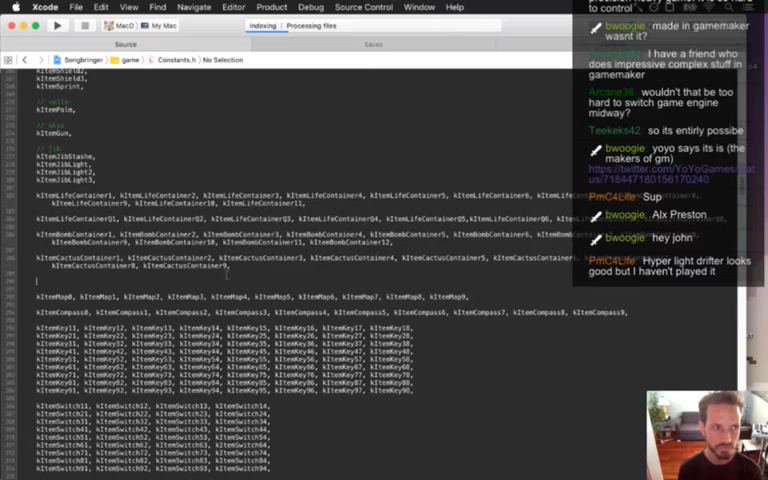 Xcode File Edit View Find Navigate Editor Product Debug Source Control Window Help
MacD My Mac
Indexing | Processing files
Source
Saves
Songbringer game Constants.h No Selection
kItemShield2,
kItemShield3,
kItemSprint,
kItemPalm,
kItemGun,
// jib
kItemJibStashe,
kItemJibLight,
kItemJibLight2,
kItemJibLight3,
kItemLifeContainer1, kItemLifeContainer2, kItemLifeContainer3, kItemLifeContainer4, kItemLifeContainer5, kItemLifeContainer6,
kItemLifeContainer9, kItemLifeContainer10, kItemLifeContainer11,
kItemLifeContainerQ1, kItemLifeContainerQ2, kItemLifeContainerQ3, kItemLifeContainerQ4, kItemLifeContainerQ5, kItemLifeContainerQ6,
kItemBombContainer1, kItemBombContainer2, kItemBombContainer3, kItemBombContainer4, kItemBombContainer5, kItemBombContainer6,
kItemBombContainer9, kItemBombContainer10, kItemBombContainer11, kItemBombContainer12,
kItemCactusContainer1, kItemCactusContainer2, kItemCactusContainer3, kItemCactusContainer4, kItemCactusContainer5,
kItemCactusContainer8, kItemCactusContainer9,
kItemMap0, kItemMap1, kItemMap2, kItemMap3, kItemMap4, kItemMap5, kItemMap6, kItemMap7, kItemMap8, kItemMap9,
kItemCompass0, kItemCompass1, kItemCompass2, kItemCompass3, kItemCompass4, kItemCompass5, kItemCompass6, kItemCompass7, kItemCompass8, kItemCompass9,
kItemKey11, kItemKey12, kItemKey13, kItemKey14, kItemKey15, kItemKey16, kItemKey17, kItemKey18,
kItemKey21, kItemKey22, kItemKey23, kItemKey24, kItemKey25, kItemKey26, kItemKey27, kItemKey28,
kItemKey31, kItemKey32, kItemKey33, kItemKey34, kItemKey35, kItemKey36, kItemKey37, kItemKey38,
kItemKey41, kItemKey42, kItemKey43, kItemKey44, kItemKey45, kItemKey46, kItemKey47, kItemKey48,
kItemKey51, kItemKey52, kItemKey53, kItemKey54, kItemKey55, kItemKey56, kItemKey57, kItemKey58,
kItemKey61, kItemKey62, kItemKey63, kItemKey64, kItemKey65, kItemKey66, kItemKey67, kItemKey68,
kItemKey71, kItemKey72, kItemKey73, kItemKey74, kItemKey75, kItemKey76, kItemKey77, kItemKey78,
kItemKey81, kItemKey82, kItemKey83, kItemKey84, kItemKey85, kItemKey86, kItemKey87, kItemKey88,
kItemKey91, kItemKey92, kItemKey93, kItemKey94, kItemKey95, kItemKey96, kItemKey97, kItemKey98,
kItemSwitch11, kItemSwitch12, kItemSwitch13, kItemSwitch14,
kItemSwitch21, kItemSwitch22, kItemSwitch23, kItemSwitch24,
kItemSwitch31, kItemSwitch32, kItemSwitch33, kItemSwitch34,
kItemSwitch41, kItemSwitch42, kItemSwitch43, kItemSwitch44,
kItemSwitch51, kItemSwitch52, kItemSwitch53, kItemSwitch54,
kItemSwitch61, kItemSwitch62, kItemSwitch63, kItemSwitch64,
kItemSwitch71, kItemSwitch72, kItemSwitch73, kItemSwitch74,
kItemSwitch81, kItemSwitch82, kItemSwitch83, kItemSwitch84,
kItemSwitch91, kItemSwitch92, kItemSwitch93, kItemSwitch94,
to control
bwoogie made in gamemaker
wasnt it?
Teekeks42 I have a friend who
does impressive complex stuff in
gamemaker
Arcane36 wouldn't that be too
hard to switch game engine
midway?
Teekeks42 so its entirly possibe
bwoogie yoyo says its is (the
makers of gm)
https://twitter.com/YoYoGames/stat
us/718447180156170240
PmC4Life Sup
bwoogie Alx Preston
bwoogie hey john
PmC4Life Hyper light drifter looks
good but I haven't played it